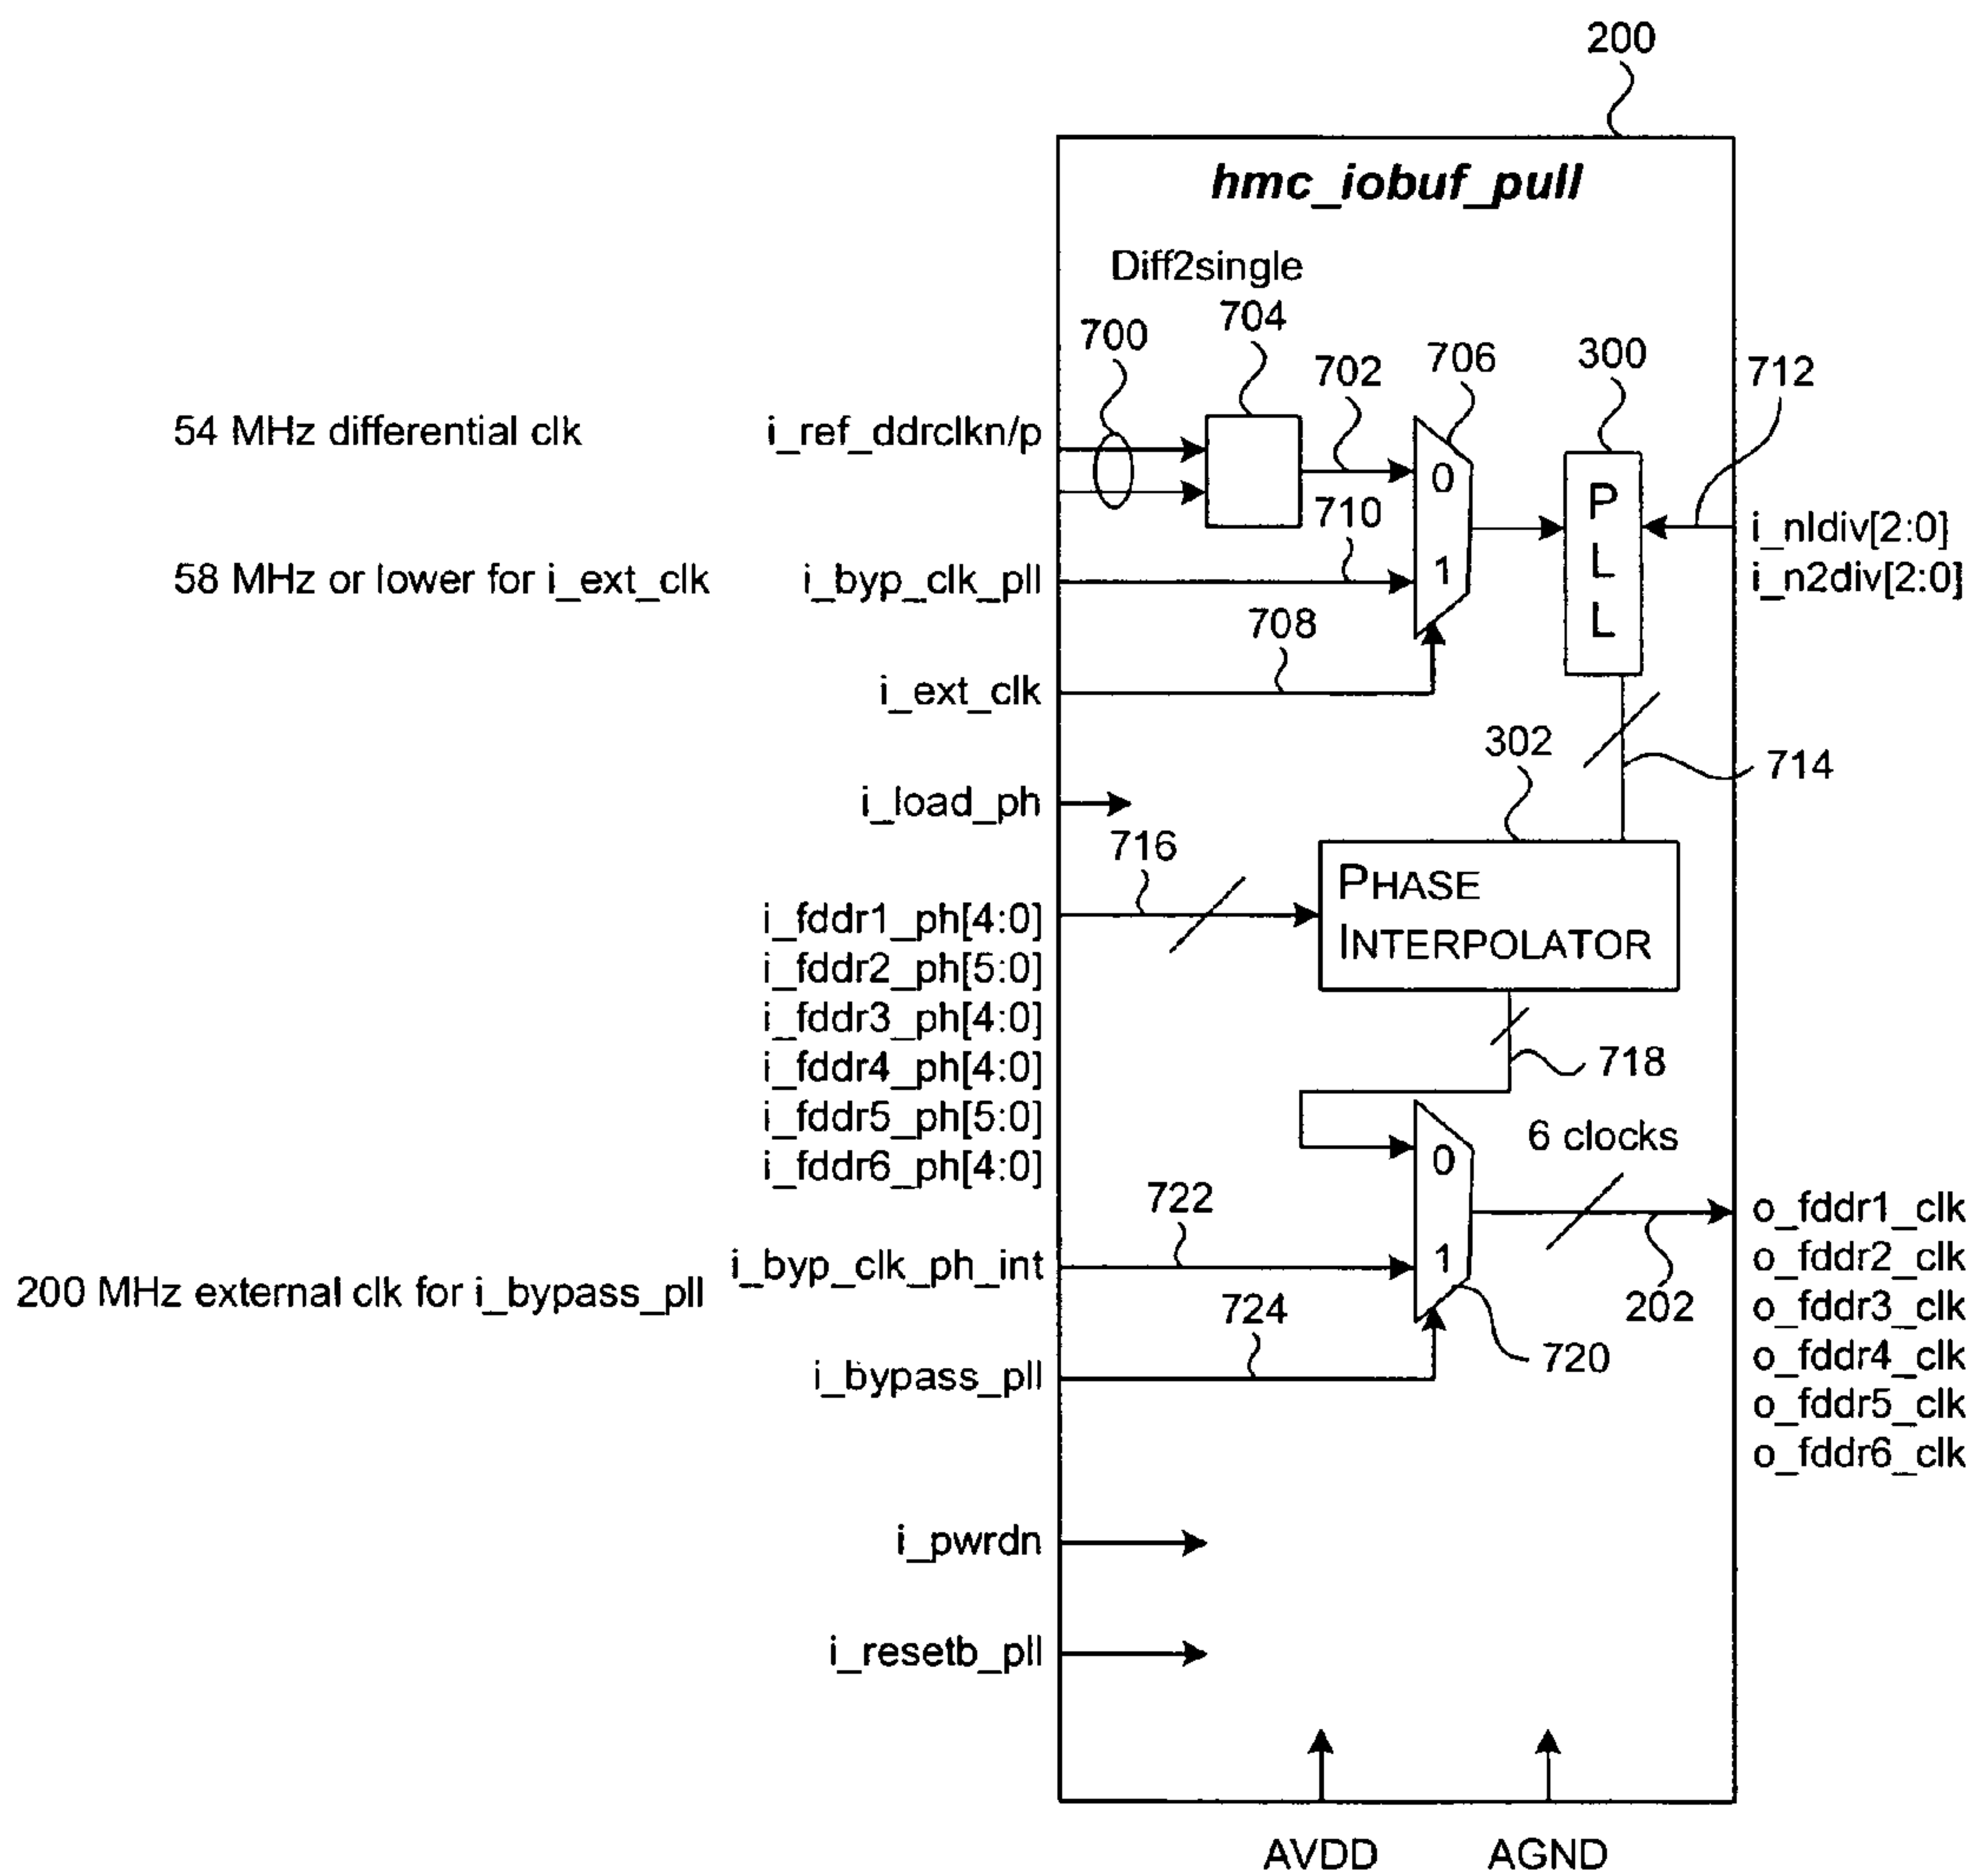 200
hmc_iobuf_pull
Diff2single
704
700
702
706
300
712
54 MHz differential clk
i_ref_ddrclkn/p
0
710
PLL
i_nldiv[2:0]
i_n2div[2:0]
58 MHz or lower for i_ext_clk
i_byp_clk_pll
1
708
i_ext_clk
302
714
i_load_ph
716
PHASE
INTERPOLATOR
i_fddr1_ph[4:0]
i_fddr2_ph[5:0]
i_fddr3_ph[4:0]
i_fddr4_ph[4:0]
i_fddr5_ph[5:0]
i_fddr6_ph[4:0]
718
6 clocks
0
722
i_byp_clk_ph_int
1
200 MHz external clk for i_bypass_pll
724
202
720
i_bypass_pll
o_fddr1_clk
o_fddr2_clk
o_fddr3_clk
o_fddr4_clk
o_fddr5_clk
o_fddr6_clk
i_pwrdn
i_resetb_pll
AVDD
AGND